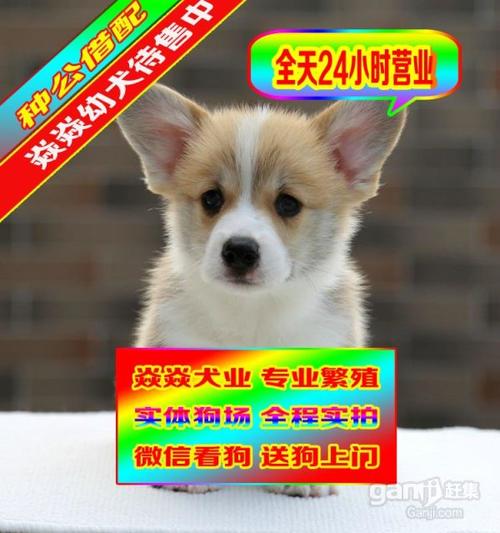 种公借配
焱焱幼犬待售中
全天24小时营业
焱焱犬业 专业繁殖
实体狗场 全程实拍
微信看狗 送狗上门
ganji 赶集
Ganji.com